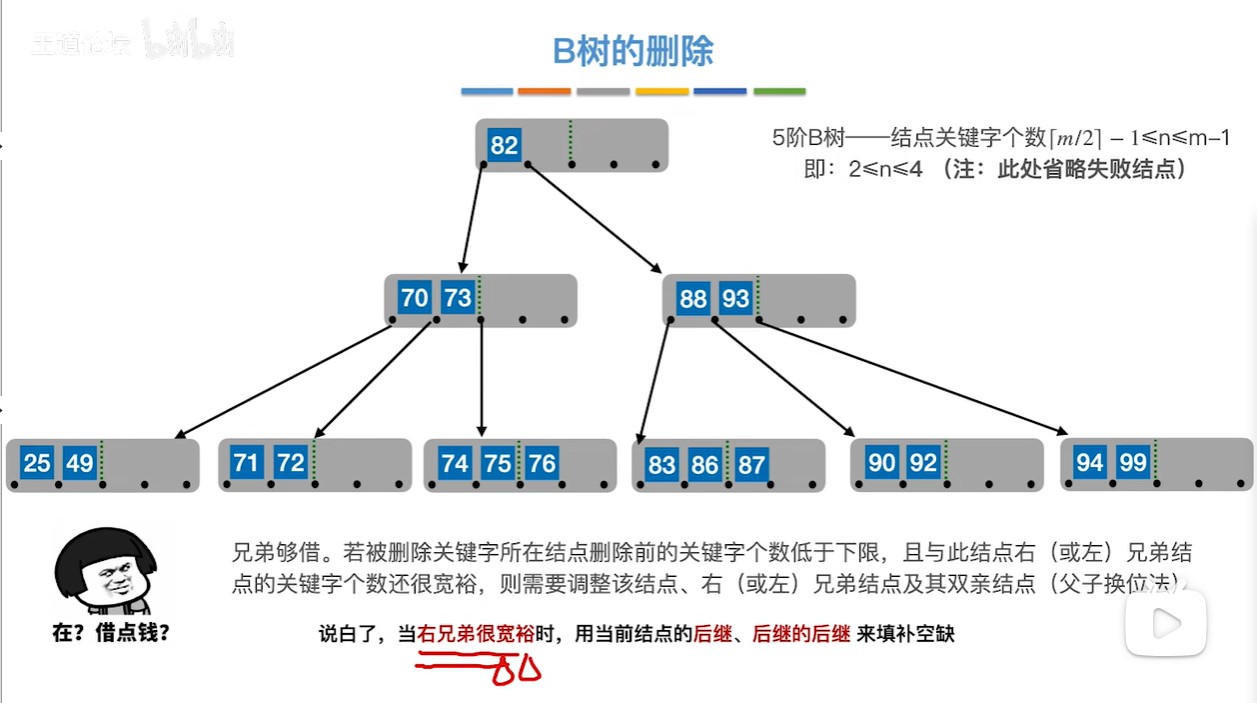 王道论坛 bilibili
B树的删除
82
5阶B树——结点关键字个数⌈m/2⌉ − 1≤n≤m−1
即：2≤n≤4 （注：此处省略失败结点）
70 73
88 93
25 49
71 72
74 75 76
83 86 87
90 92
94 99
兄弟够借。若被删除关键字所在结点删除前的关键字个数低于下限，且与此结点右（或左）兄弟结
点的关键字个数还很宽裕，则需要调整该结点、右（或左）兄弟结点及其双亲结点（父子换位法）
在？借点钱？
说白了，当右兄弟很宽裕时，用当前结点的后继、后继的后继 来填补空缺